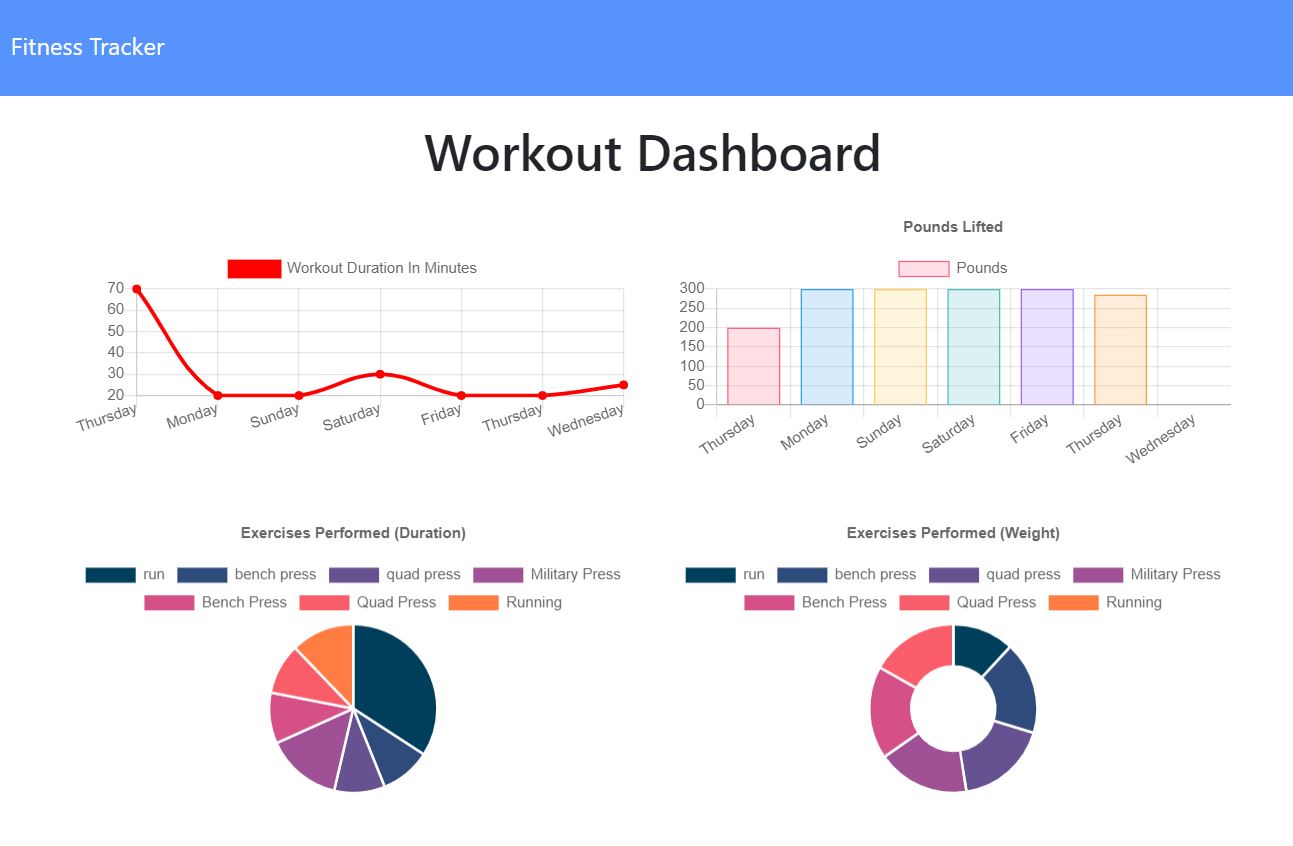 Fitness Tracker
Workout Dashboard
Workout Duration In Minutes
70
60
50
40
30
20
Thursday Monday Sunday Saturday Friday Thursday Wednesday
Pounds Lifted
Pounds
300
250
200
150
100
50
0
Thursday Monday Sunday Saturday Friday Thursday Wednesday
Exercises Performed (Duration)
run bench press quad press Military Press
Bench Press Quad Press Running
Exercises Performed (Weight)
run bench press quad press Military Press
Bench Press Quad Press Running